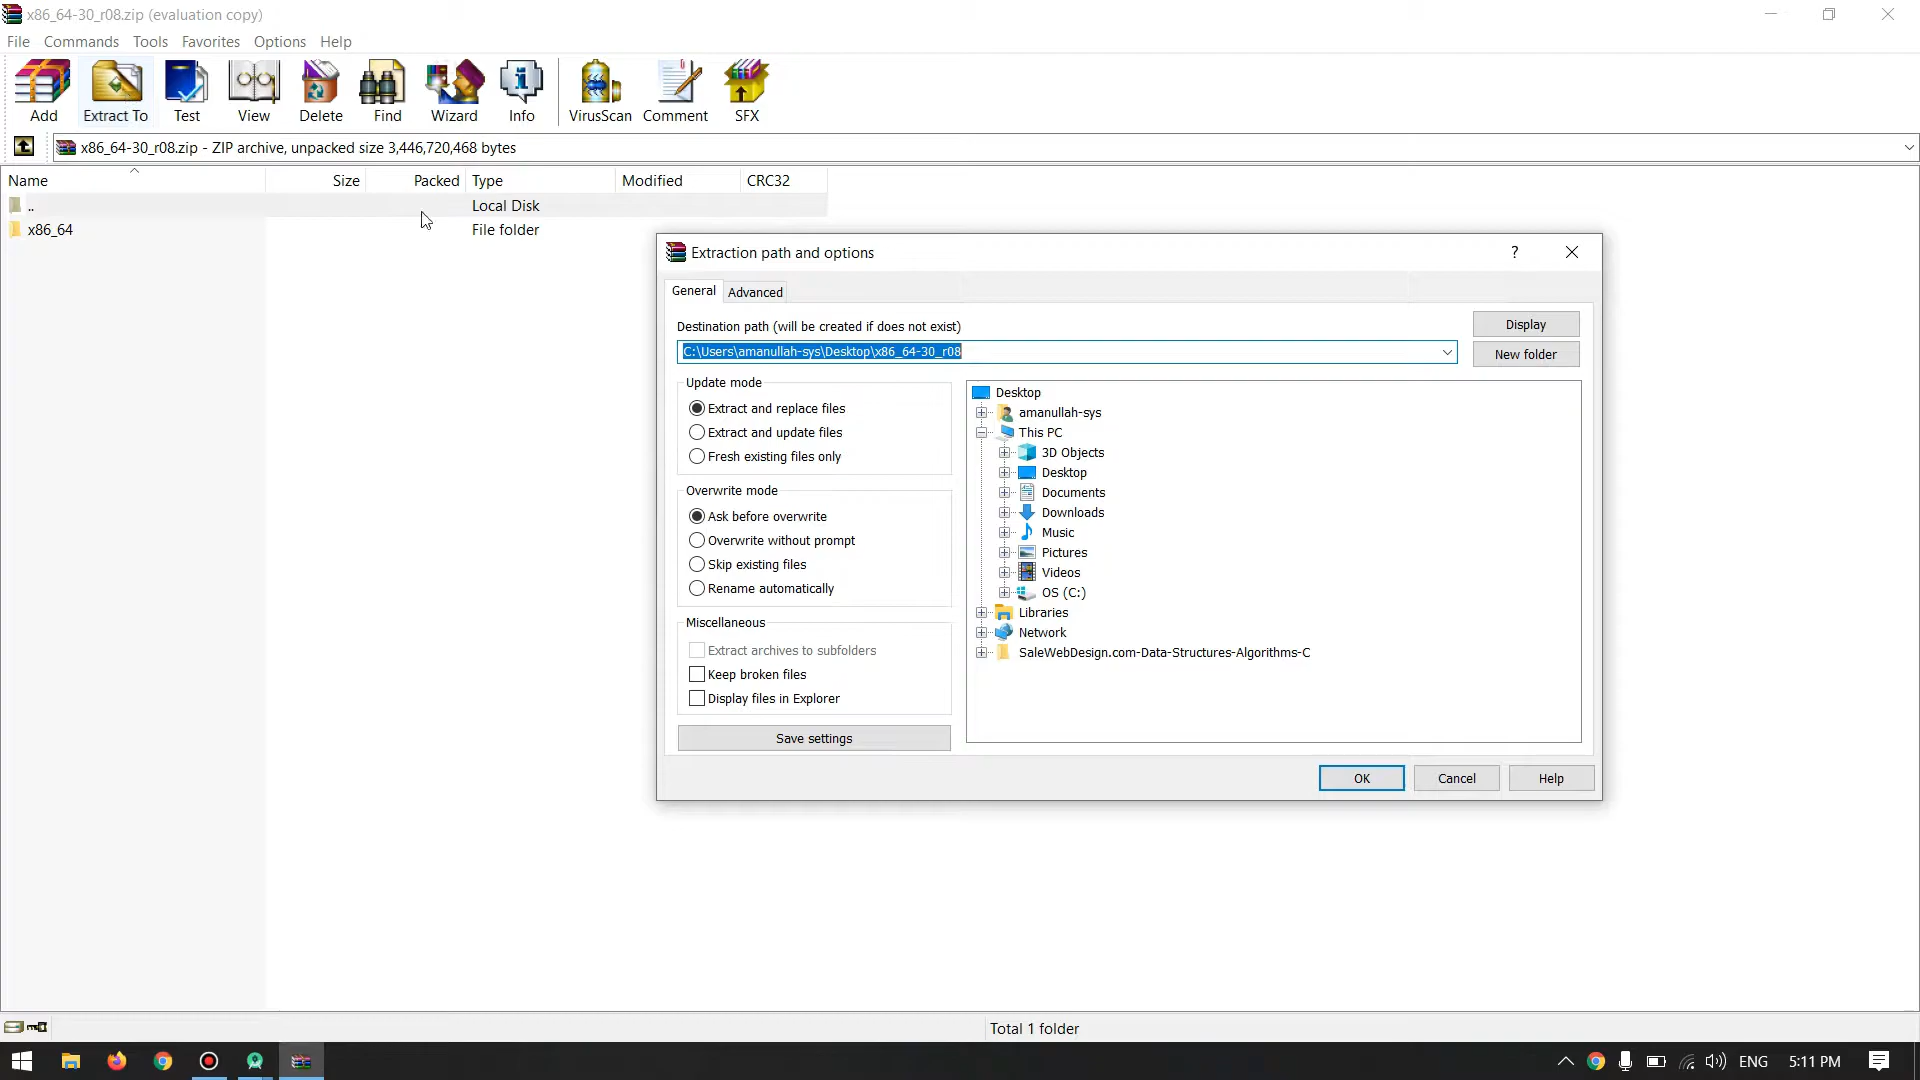 x86_64-30_r08.zip (evaluation copy)
File Commands Tools Favorites Options Help
Add Extract To Test View Delete Find Wizard Info VirusScan Comment SFX
x86_64-30_r08.zip - ZIP archive, unpacked size 3,446,720,468 bytes
Name Size Packed Type Modified CRC32
.. Local Disk
x86_64 File folder
Extraction path and options ?
General Advanced
Destination path (will be created if does not exist)
Display
C:\Users\amanullah-sys\Desktop\x86_64-30_r08
New folder
Update mode
Extract and replace files
Extract and update files
Fresh existing files only
Overwrite mode
Ask before overwrite
Overwrite without prompt
Skip existing files
Rename automatically
Miscellaneous
Extract archives to subfolders
Keep broken files
Display files in Explorer
Save settings
Desktop
amanullah-sys
This PC
3D Objects
Desktop
Documents
Downloads
Music
Pictures
Videos
OS (C:)
Libraries
Network
SaleWebDesign.com-Data-Structures-Algorithms-C
OK Cancel Help
Total 1 folder
ENG 5:11 PM